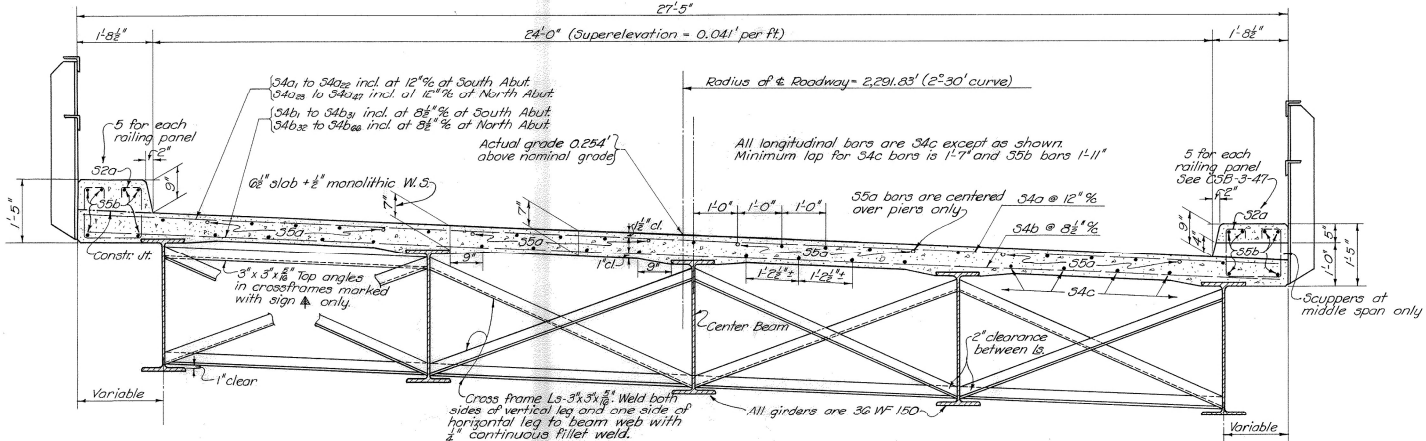 27'-5"
1'-8½"
24'-0" (Superelevation = 0.041' per ft.)
1'-8½"
S4a₁ to S4a₂₂ incl. at 12" % at South Abut.
S4a₂₃ to S4a₄₇ incl. at 12" % at North Abut.
S4b₁ to S4b₃₁ incl. at 8½" % at South Abut.
S4b₃₂ to S4b₆₆ incl. at 8½" % at North Abut.
Radius of ℄ Roadway = 2,291.83' (2°-30' curve)
5 for each
railing panel
2"
S2a
9"
S5b
1'-5"
Constr. Jt.
6½" slab + ½" monolithic W.S.
7"
Actual grade 0.254'
above nominal grade
All longitudinal bars are S4c except as shown.
Minimum lap for S4c bars is 1'-7" and S5b bars 1'-11"
7"
1½" cl.
1" cl.
1'-0"
1'-0"
1'-0"
S5a bars are centered
over piers only
S4a @ 12" %
S4b @ 8½" %
5 for each
railing panel
See CSB-3-47
2"
S2a
9"
4"
S5b
5"
1'-0"
1'-5"
S5a
S5a
S5a
S5a
9"
9"
1'-2½"±
1'-2½"±
S4c
Scuppers at
middle span only
3" x 3" x 5/16" Top angles
in crossframes marked
with sign only.
Center Beam
2" clearance
between Ls.
1" clear
Variable
Cross frame Ls-3"x3"x5/16". Weld both
sides of vertical leg and one side of
horizontal leg to beam web with
¼" continuous fillet weld.
All girders are 36 WF 150
Variable